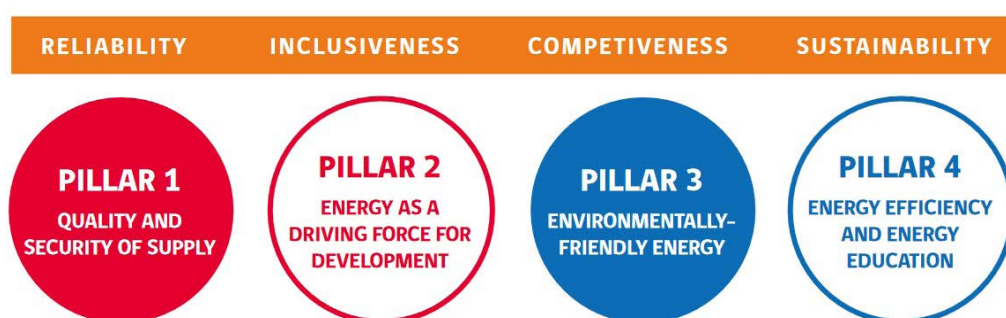 RELIABILITY INCLUSIVENESS COMPETIVENESS SUSTAINABILITY
PILLAR 1
QUALITY AND
SECURITY OF SUPPLY
PILLAR 2
ENERGY AS A
DRIVING FORCE FOR
DEVELOPMENT
PILLAR 3
ENVIRONMENTALLY-
FRIENDLY ENERGY
PILLAR 4
ENERGY EFFICIENCY
AND ENERGY
EDUCATION